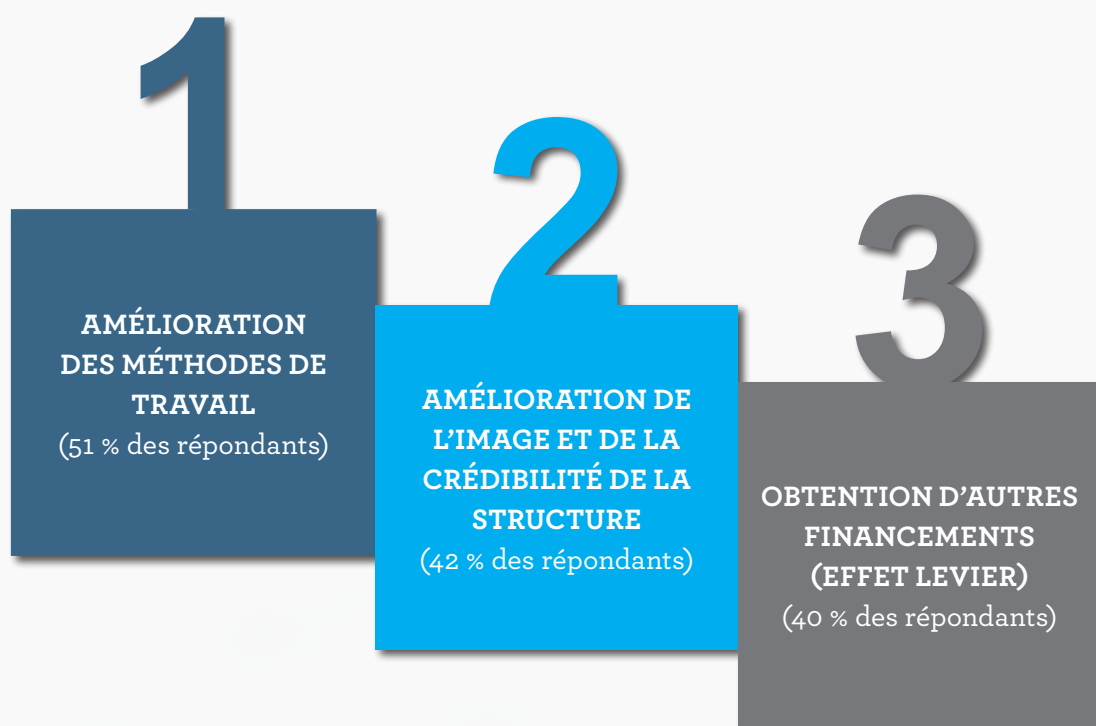 1
AMÉLIORATION
DES MÉTHODES DE
TRAVAIL
(51 % des répondants)
2
AMÉLIORATION DE
L’IMAGE ET DE LA
CRÉDIBILITÉ DE LA
STRUCTURE
(42 % des répondants)
3
OBTENTION D’AUTRES
FINANCEMENTS
(EFFET LEVIER)
(40 % des répondants)